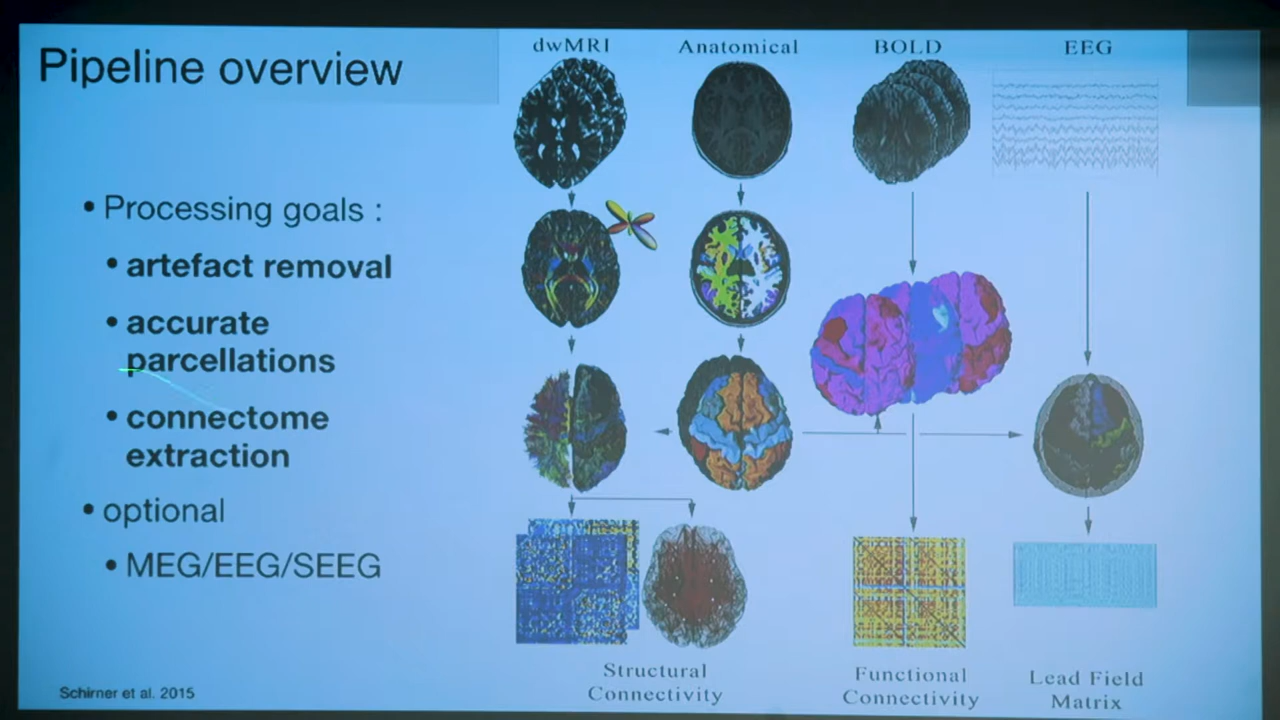 Pipeline overview
• Processing goals :
• artefact removal
• accurate
parcellations
• connectome
extraction
• optional
• MEG/EEG/SEEG
Schirner et al. 2015
dwMRI
Anatomical
BOLD
EEG
Structural
Connectivity
Functional
Connectivity
Lead Field
Matrix